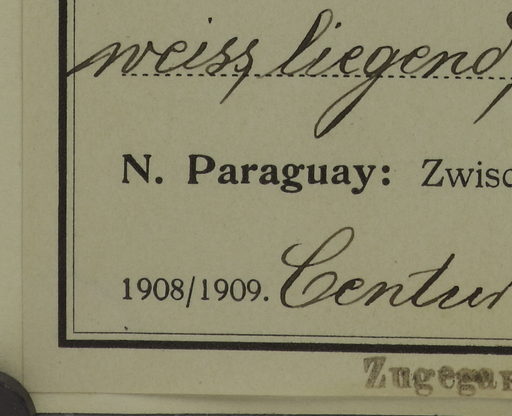 weiss, liegend,
N. Paraguay: Zwisc
1908/1909. Centur
Zugegan